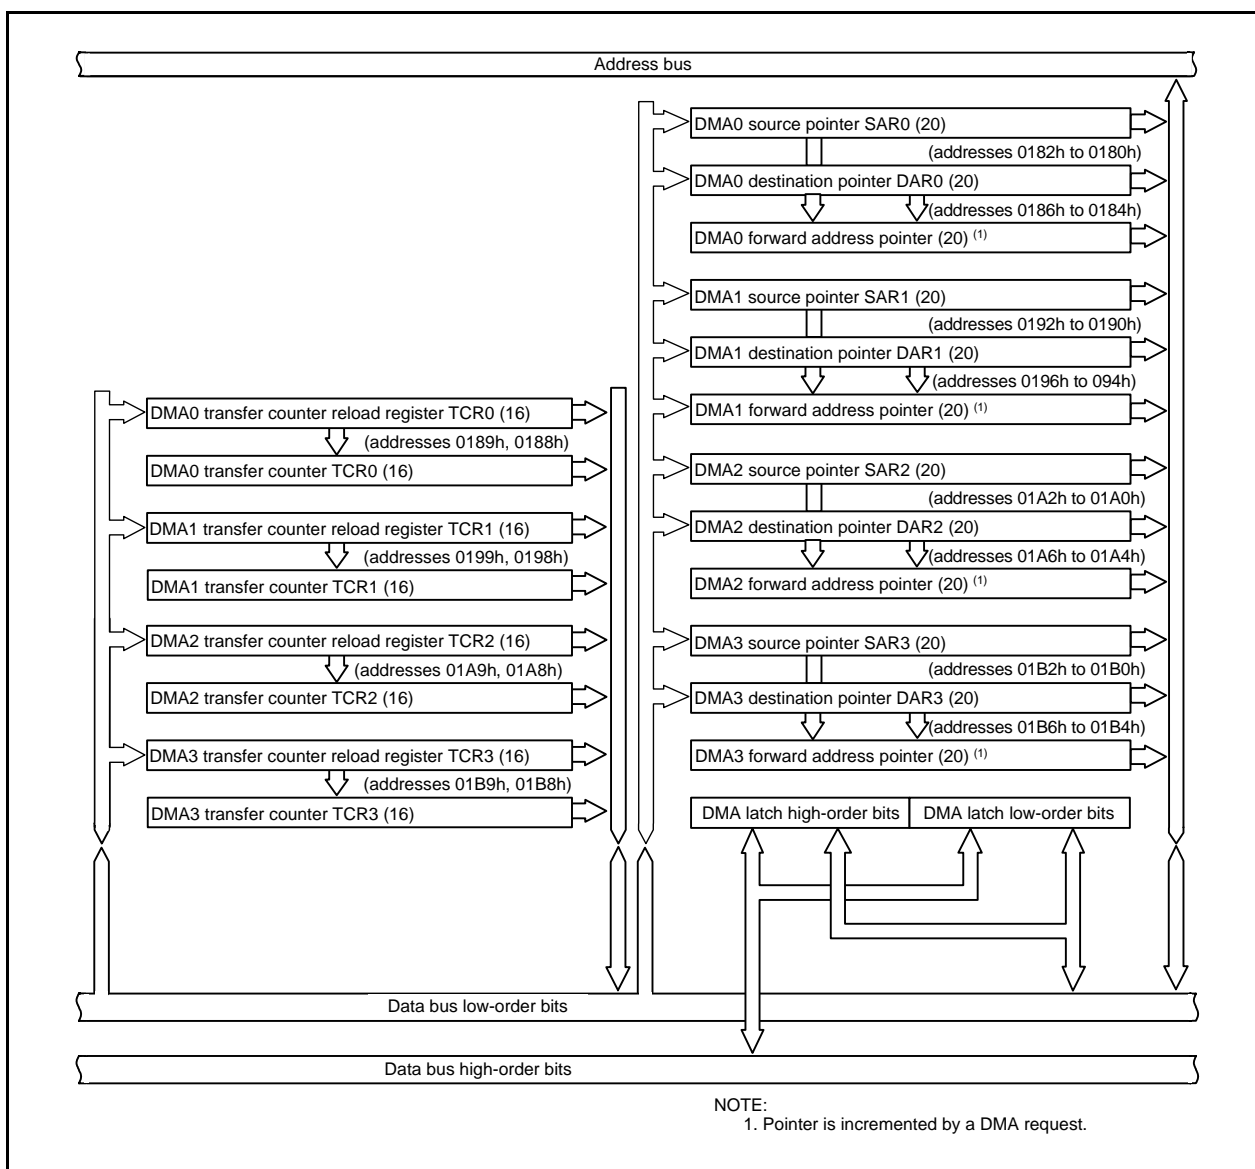 Address bus
DMA0 source pointer SAR0 (20)
(addresses 0182h to 0180h)
DMA0 destination pointer DAR0 (20)
(addresses 0186h to 0184h)
DMA0 forward address pointer (20) (1)
DMA1 source pointer SAR1 (20)
(addresses 0192h to 0190h)
DMA1 destination pointer DAR1 (20)
(addresses 0196h to 094h)
DMA1 forward address pointer (20) (1)
DMA2 source pointer SAR2 (20)
(addresses 01A2h to 01A0h)
DMA2 destination pointer DAR2 (20)
(addresses 01A6h to 01A4h)
DMA2 forward address pointer (20) (1)
DMA3 source pointer SAR3 (20)
(addresses 01B2h to 01B0h)
DMA3 destination pointer DAR3 (20)
(addresses 01B6h to 01B4h)
DMA3 forward address pointer (20) (1)
DMA0 transfer counter reload register TCR0 (16)
(addresses 0189h, 0188h)
DMA0 transfer counter TCR0 (16)
DMA1 transfer counter reload register TCR1 (16)
(addresses 0199h, 0198h)
DMA1 transfer counter TCR1 (16)
DMA2 transfer counter reload register TCR2 (16)
(addresses 01A9h, 01A8h)
DMA2 transfer counter TCR2 (16)
DMA3 transfer counter reload register TCR3 (16)
(addresses 01B9h, 01B8h)
DMA3 transfer counter TCR3 (16)
DMA latch high-order bits
DMA latch low-order bits
Data bus low-order bits
Data bus high-order bits
NOTE:
1. Pointer is incremented by a DMA request.